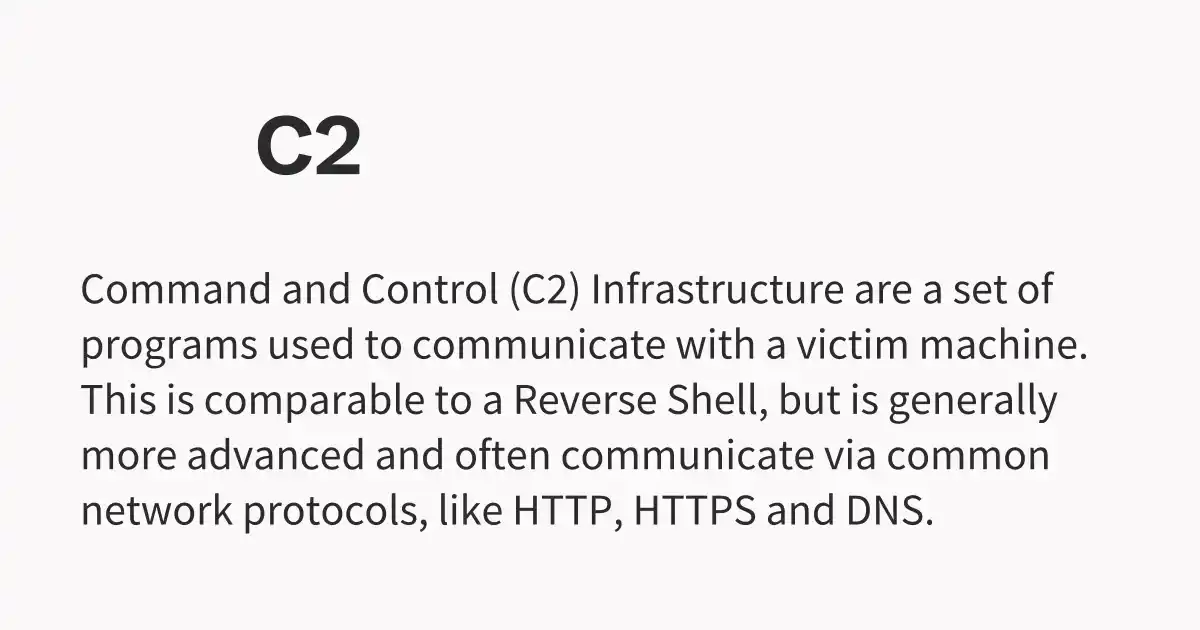 C2
Command and Control (C2) Infrastructure are a set of
programs used to communicate with a victim machine.
This is comparable to a Reverse Shell, but is generally
more advanced and often communicate via common
network protocols, like HTTP, HTTPS and DNS.